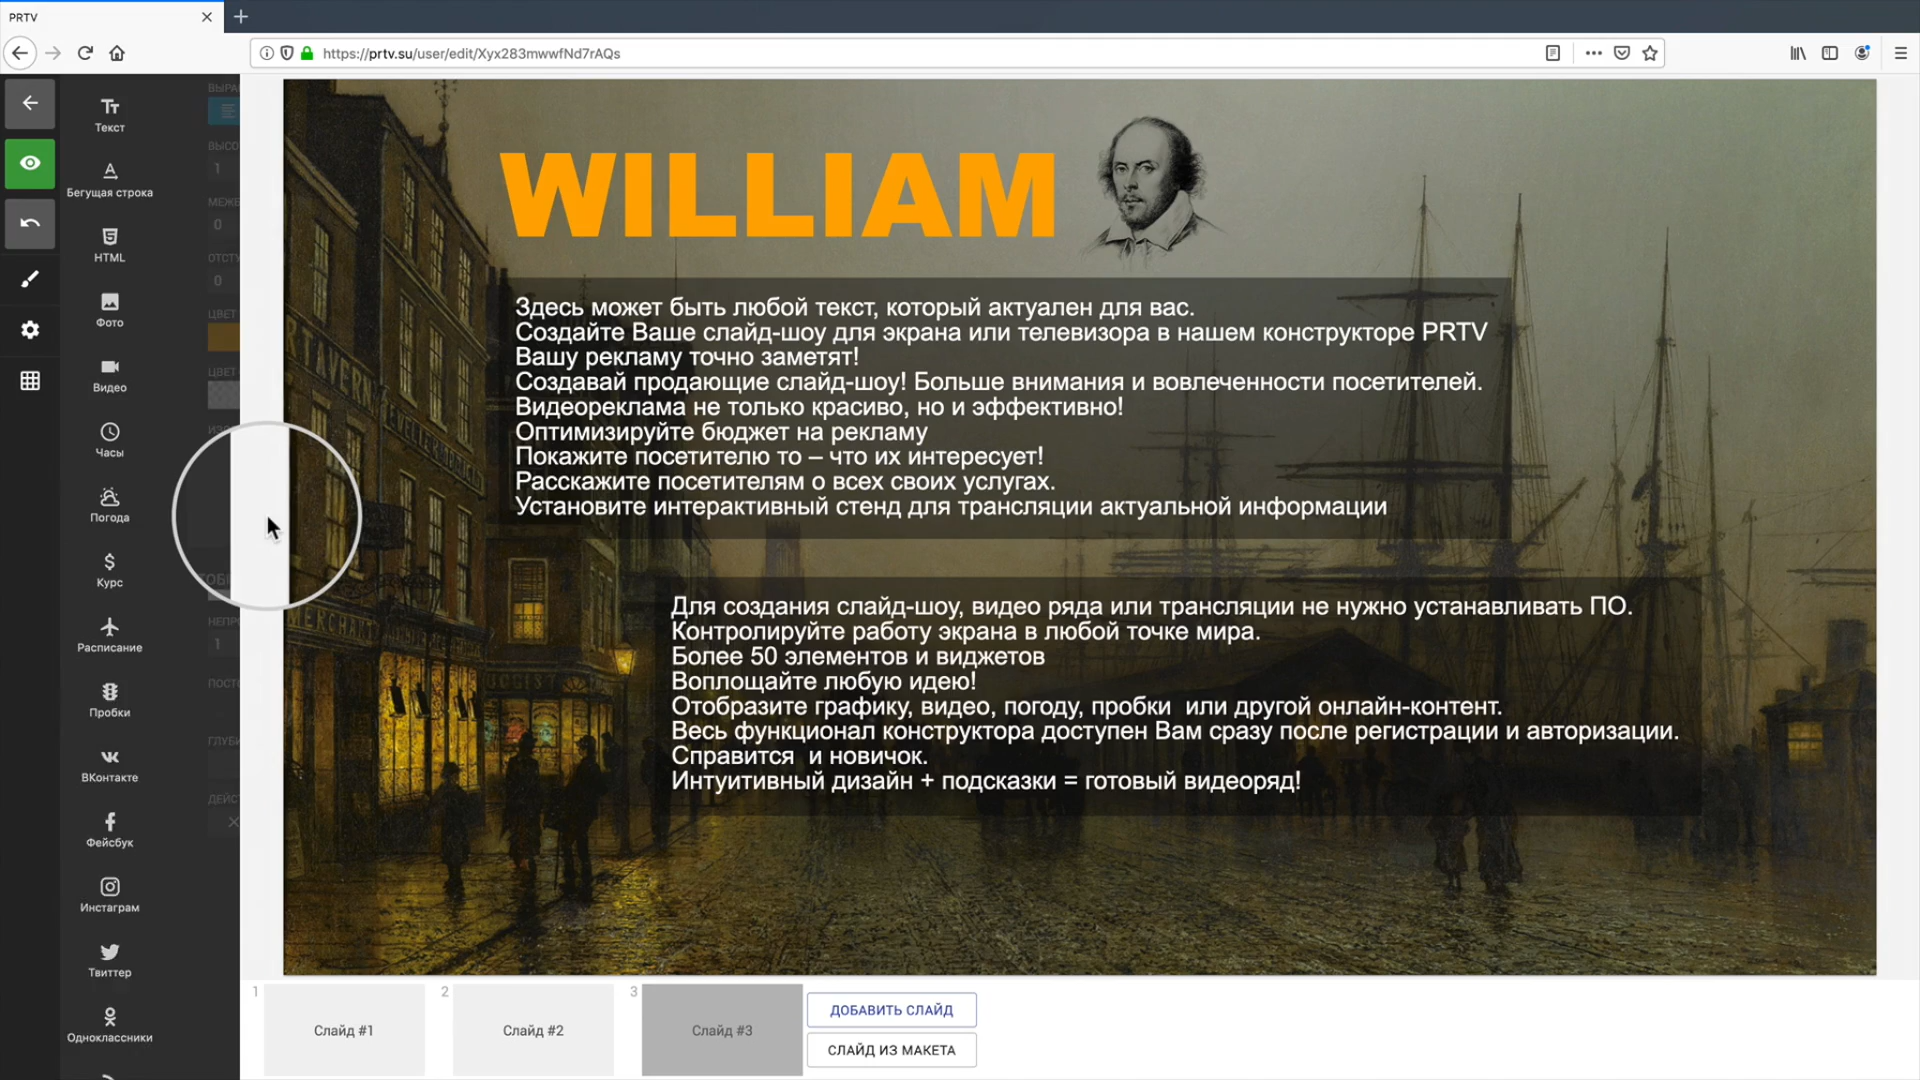 PRTV
https://prtv.su/user/edit/Xyx283mwwfNd7rAQs
Текст
Бегущая строка
HTML
Фото
Видео
Часы
Погода
Курс
Расписание
Пробки
ВКонтакте
Фейсбук
Инстаграм
Твиттер
Одноклассники
1
0
0
ЦВЕТ
ЦВЕТ
1
WILLIAM
Здесь может быть любой текст, который актуален для вас.
Создайте Ваше слайд-шоу для экрана или телевизора в нашем конструкторе PRTV
Вашу рекламу точно заметят!
Создавай продающие слайд-шоу! Больше внимания и вовлеченности посетителей.
Видеореклама не только красиво, но и эффективно!
Оптимизируйте бюджет на рекламу
Покажите посетителю то – что их интересует!
Расскажите посетителям о всех своих услугах.
Установите интерактивный стенд для трансляции актуальной информации
Для создания слайд-шоу, видео ряда или трансляции не нужно устанавливать ПО.
Контролируйте работу экрана в любой точке мира.
Более 50 элементов и виджетов
Воплощайте любую идею!
Отобразите графику, видео, погоду, пробки  или другой онлайн-контент.
Весь функционал конструктора доступен Вам сразу после регистрации и авторизации.
Справится  и новичок.
Интуитивный дизайн + подсказки = готовый видеоряд!
1
Слайд #1
2
Слайд #2
3
Слайд #3
ДОБАВИТЬ СЛАЙД
СЛАЙД ИЗ МАКЕТА